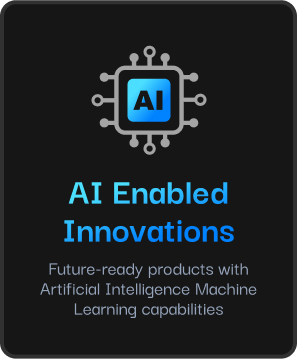 AI
AI Enabled
Innovations
Future-ready products with
Artificial Intelligence Machine
Learning capabilities